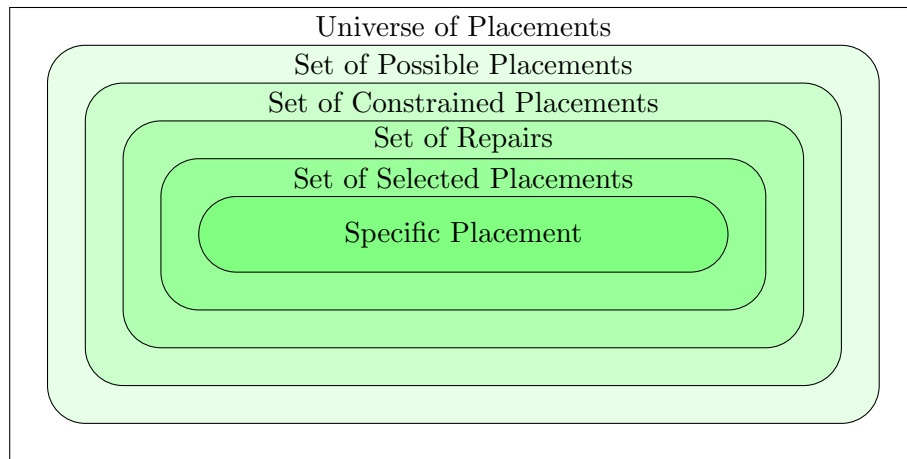 Universe of Placements
Set of Possible Placements
Set of Constrained Placements
Set of Repairs
Set of Selected Placements
Specific Placement